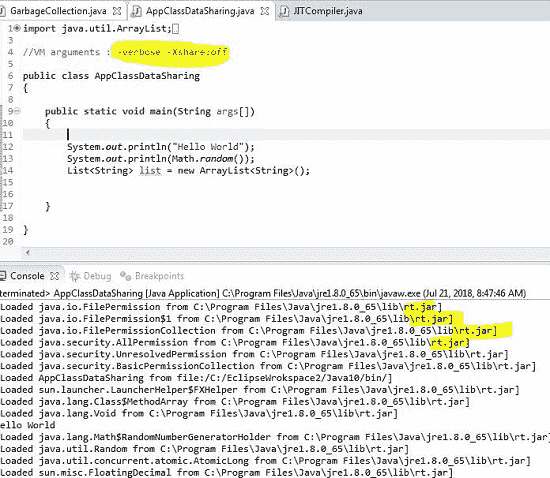 GarbageCollection.java AppClassDataSharing.java JITCompiler.java
1 import java.util.ArrayList;
3
4 //VM arguments : -verbose -Xshare:off
5
6 public class AppClassDataSharing
7 {
8
9 public static void main(String args[])
10 {
11
12 System.out.println("Hello World");
13 System.out.println(Math.random());
14 List<String> list = new ArrayList<String>();
15
16
17 }
18
19 }
20
Console Debug Breakpoints
terminated> AppClassDataSharing [Java Application] C:\Program Files\Java\jre1.8.0_65\bin\javaw.exe (Jul 21, 2018, 8:47:46 AM)
Loaded java.io.FilePermission from C:\Program Files\Java\jre1.8.0_65\lib\rt.jar]
Loaded java.io.FilePermission$1 from C:\Program Files\Java\jre1.8.0_65\lib\rt.jar]
Loaded java.io.FilePermissionCollection from C:\Program Files\Java\jre1.8.0_65\lib\rt.jar]
Loaded java.security.AllPermission from C:\Program Files\Java\jre1.8.0_65\lib\rt.jar]
Loaded java.security.UnresolvedPermission from C:\Program Files\Java\jre1.8.0_65\lib\rt.jar]
Loaded java.security.BasicPermissionCollection from C:\Program Files\Java\jre1.8.0_65\lib\rt.jar]
Loaded AppClassDataSharing from file:/C:/EclipseWrokspace2/Java10/bin/]
Loaded sun.launcher.LauncherHelper$FXHelper from C:\Program Files\Java\jre1.8.0_65\lib\rt.jar]
Loaded java.lang.Class$MethodArray from C:\Program Files\Java\jre1.8.0_65\lib\rt.jar]
Loaded java.lang.Void from C:\Program Files\Java\jre1.8.0_65\lib\rt.jar]
ello World
Loaded java.lang.Math$RandomNumberGeneratorHolder from C:\Program Files\Java\jre1.8.0_65\lib\rt.jar]
Loaded java.util.Random from C:\Program Files\Java\jre1.8.0_65\lib\rt.jar]
Loaded java.util.concurrent.atomic.AtomicLong from C:\Program Files\Java\jre1.8.0_65\lib\rt.jar]
Loaded sun.misc.FloatingDecimal from C:\Program Files\Java\jre1.8.0_65\lib\rt.jar]